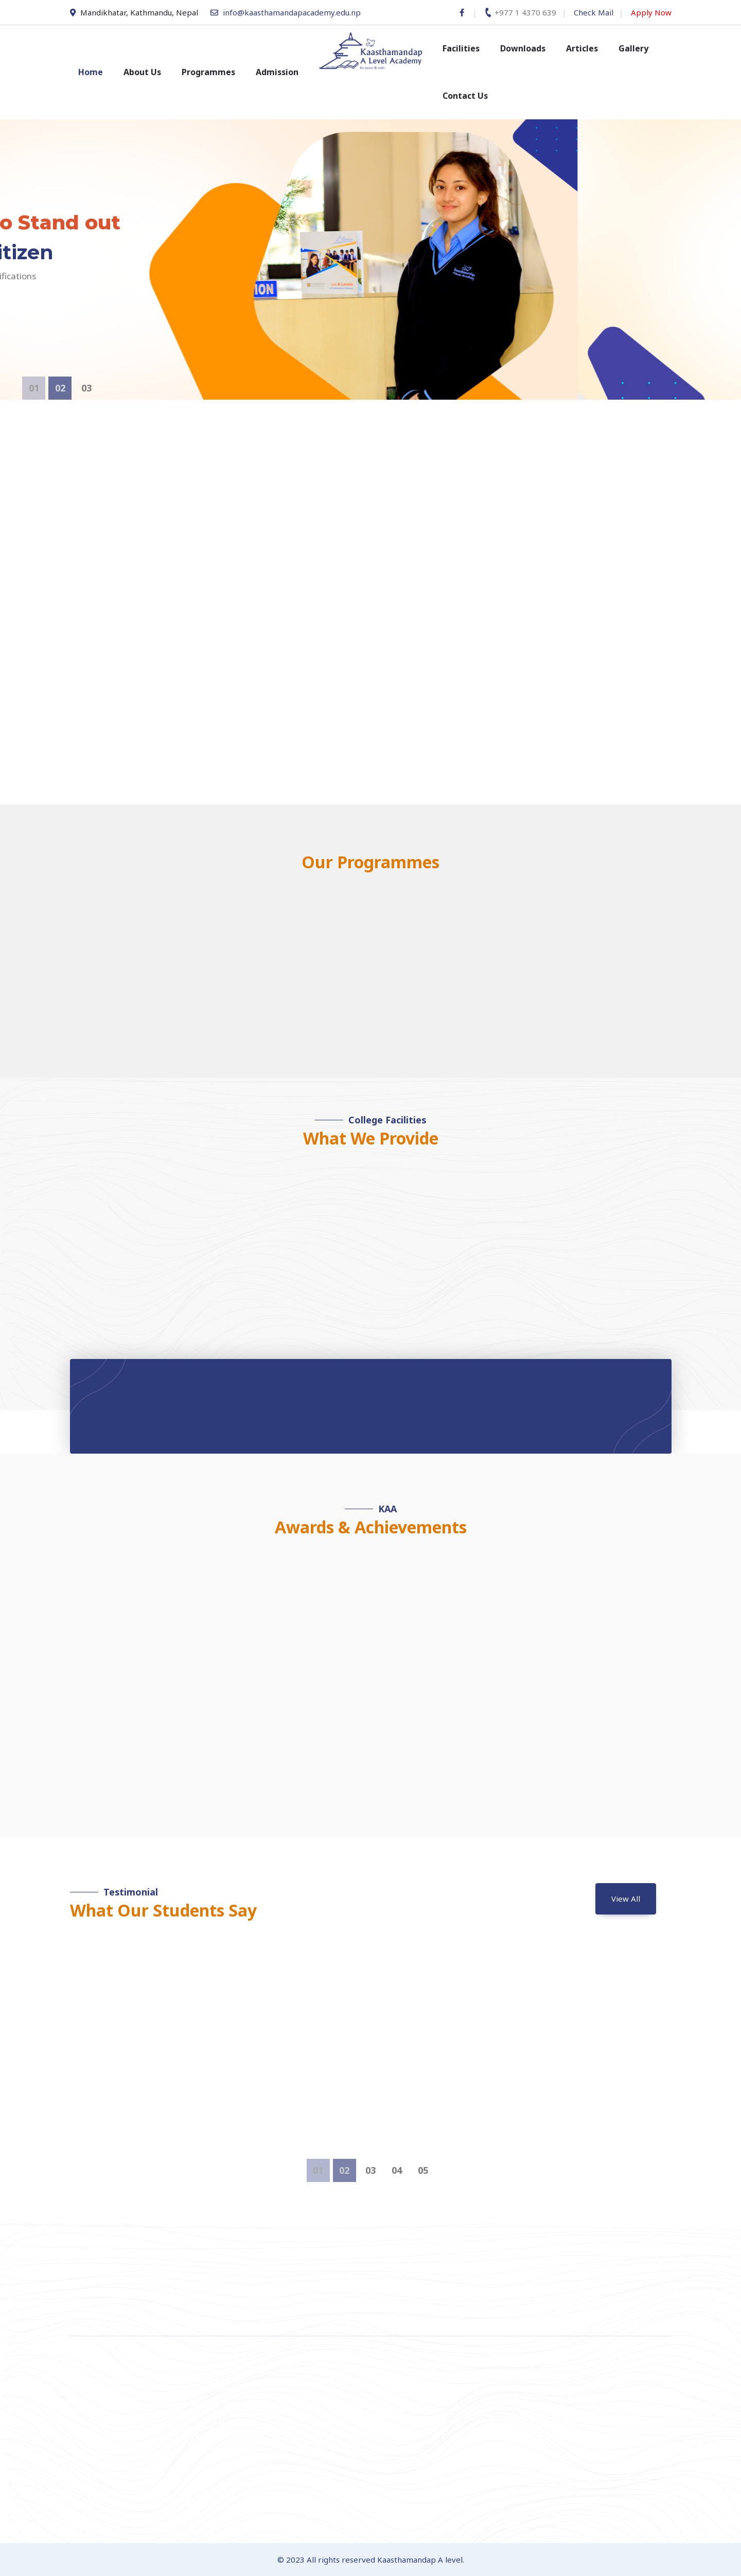 Mandikhatar, Kathmandu, Nepal info@kaasthamandapacademy.edu.np +977 1 4370 639 Check Mail Apply Now
Home About Us Programmes Admission
Kaasthamandap
A Level Academy
Facilities Downloads Articles Gallery
Contact Us
o Stand out
itizen
ifications
01 02 03
Our Programmes
College Facilities
What We Provide
KAA
Awards & Achievements
Testimonial
What Our Students Say
View All
01 02 03 04 05
© 2023 All rights reserved Kaasthamandap A level.